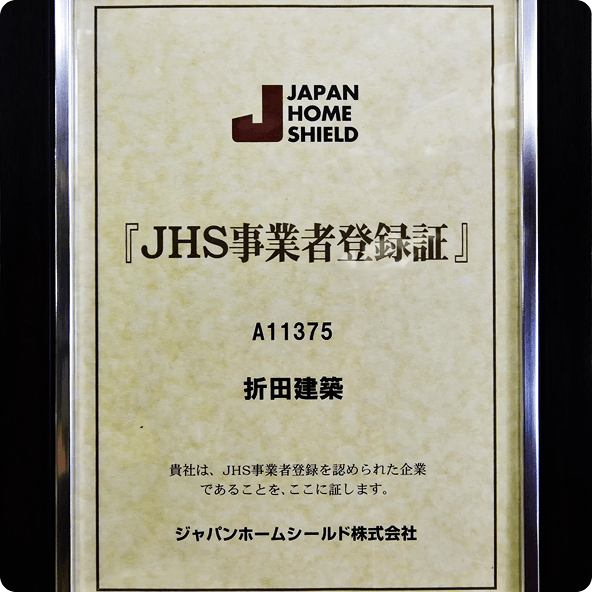 JAPAN
HOME
SHIELD
『JHS事業者登録証』
A11375
折田建築
貴社は、JHS事業者登録を認められた企業
であることを、ここに証します。
ジャパンホームシールド株式会社